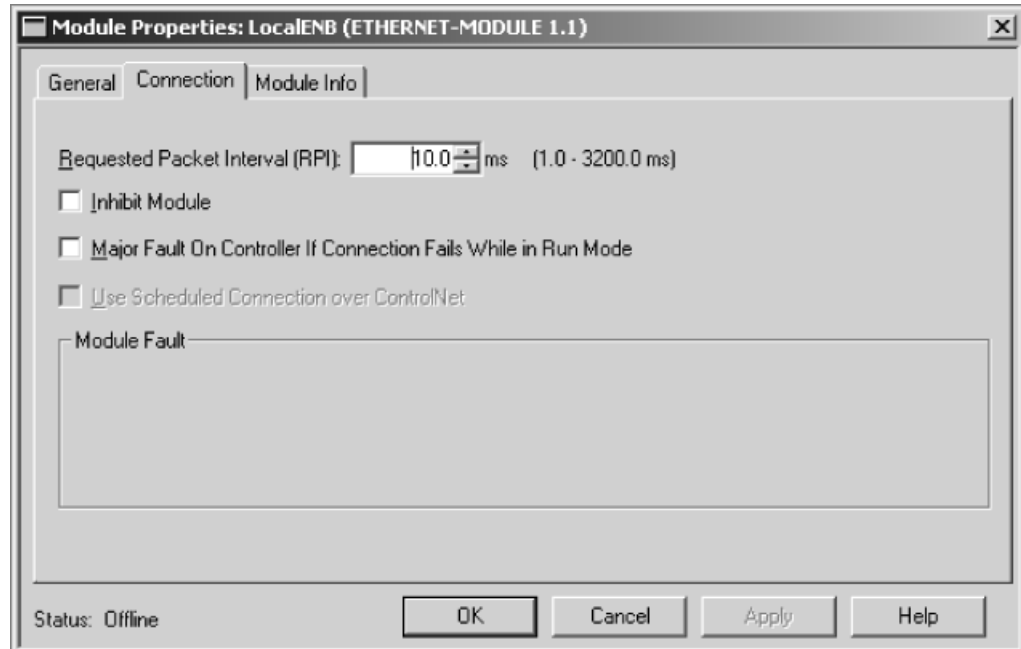 Module Properties: LocalENB (ETHERNET-MODULE 1.1)
General Connection Module Info
Requested Packet Interval (RPI): 10.0 ms (1.0 - 3200.0 ms)
Inhibit Module
Major Fault On Controller If Connection Fails While in Run Mode
Use Scheduled Connection over ControlNet
Module Fault
Status: Offline OK Cancel Apply Help